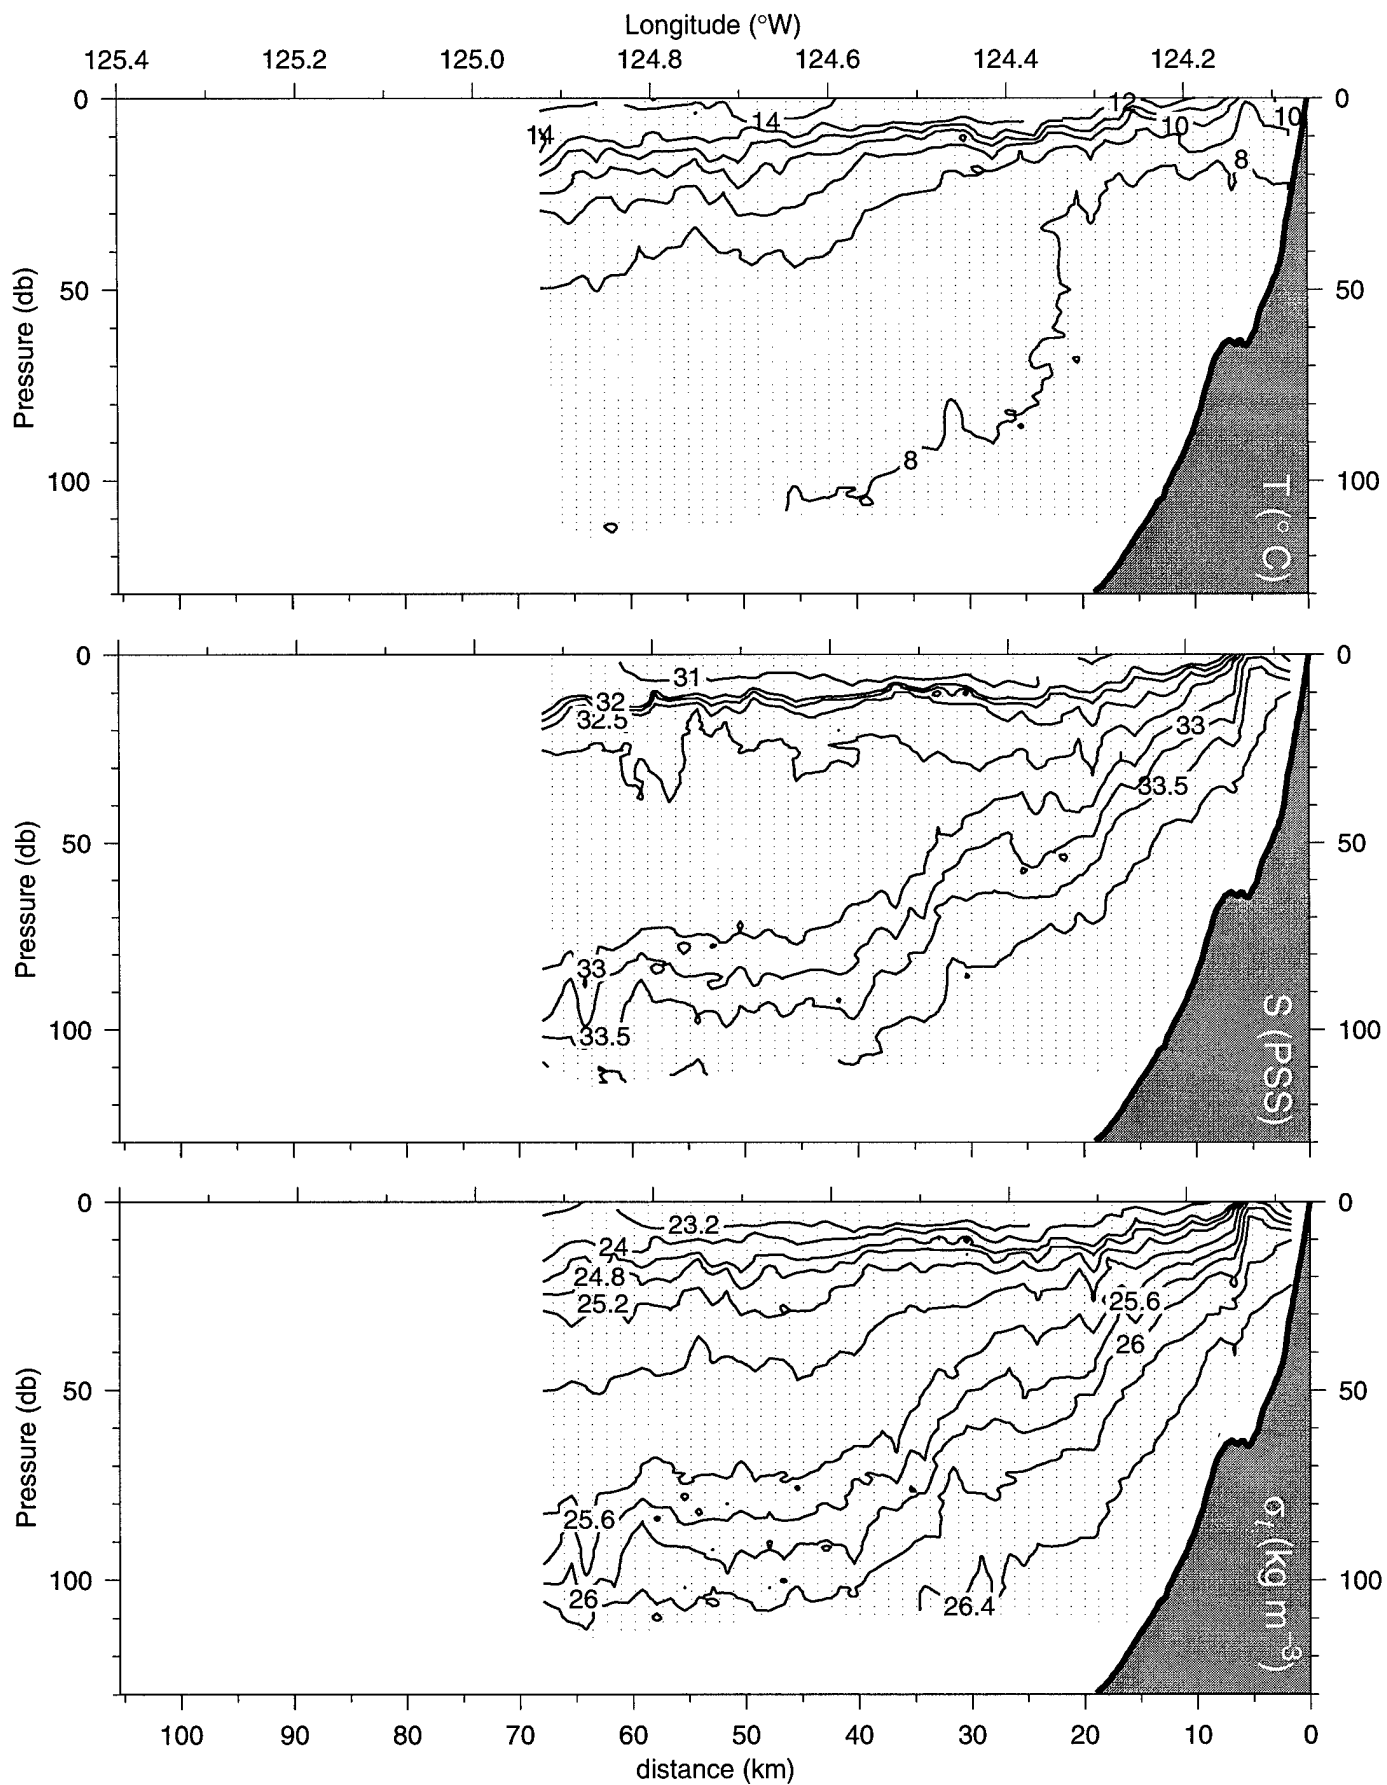 Longitude (°W)
125.4 125.2 125.0 124.8 124.6 124.4 124.2
0 12 0
14 14 10 10
8
Pressure (db)
50 50
8
100 100
T (° C)
0 0
31
32
32.5 33
33.5
Pressure (db)
50 50
33
33.5
100 100
S (PSS)
0 0
23.2
24
24.8
25.2 25.6
26
Pressure (db)
50 50
25.6
26 26.4
100 100
σt (kg m⁻³)
100 90 80 70 60 50 40 30 20 10 0
distance (km)